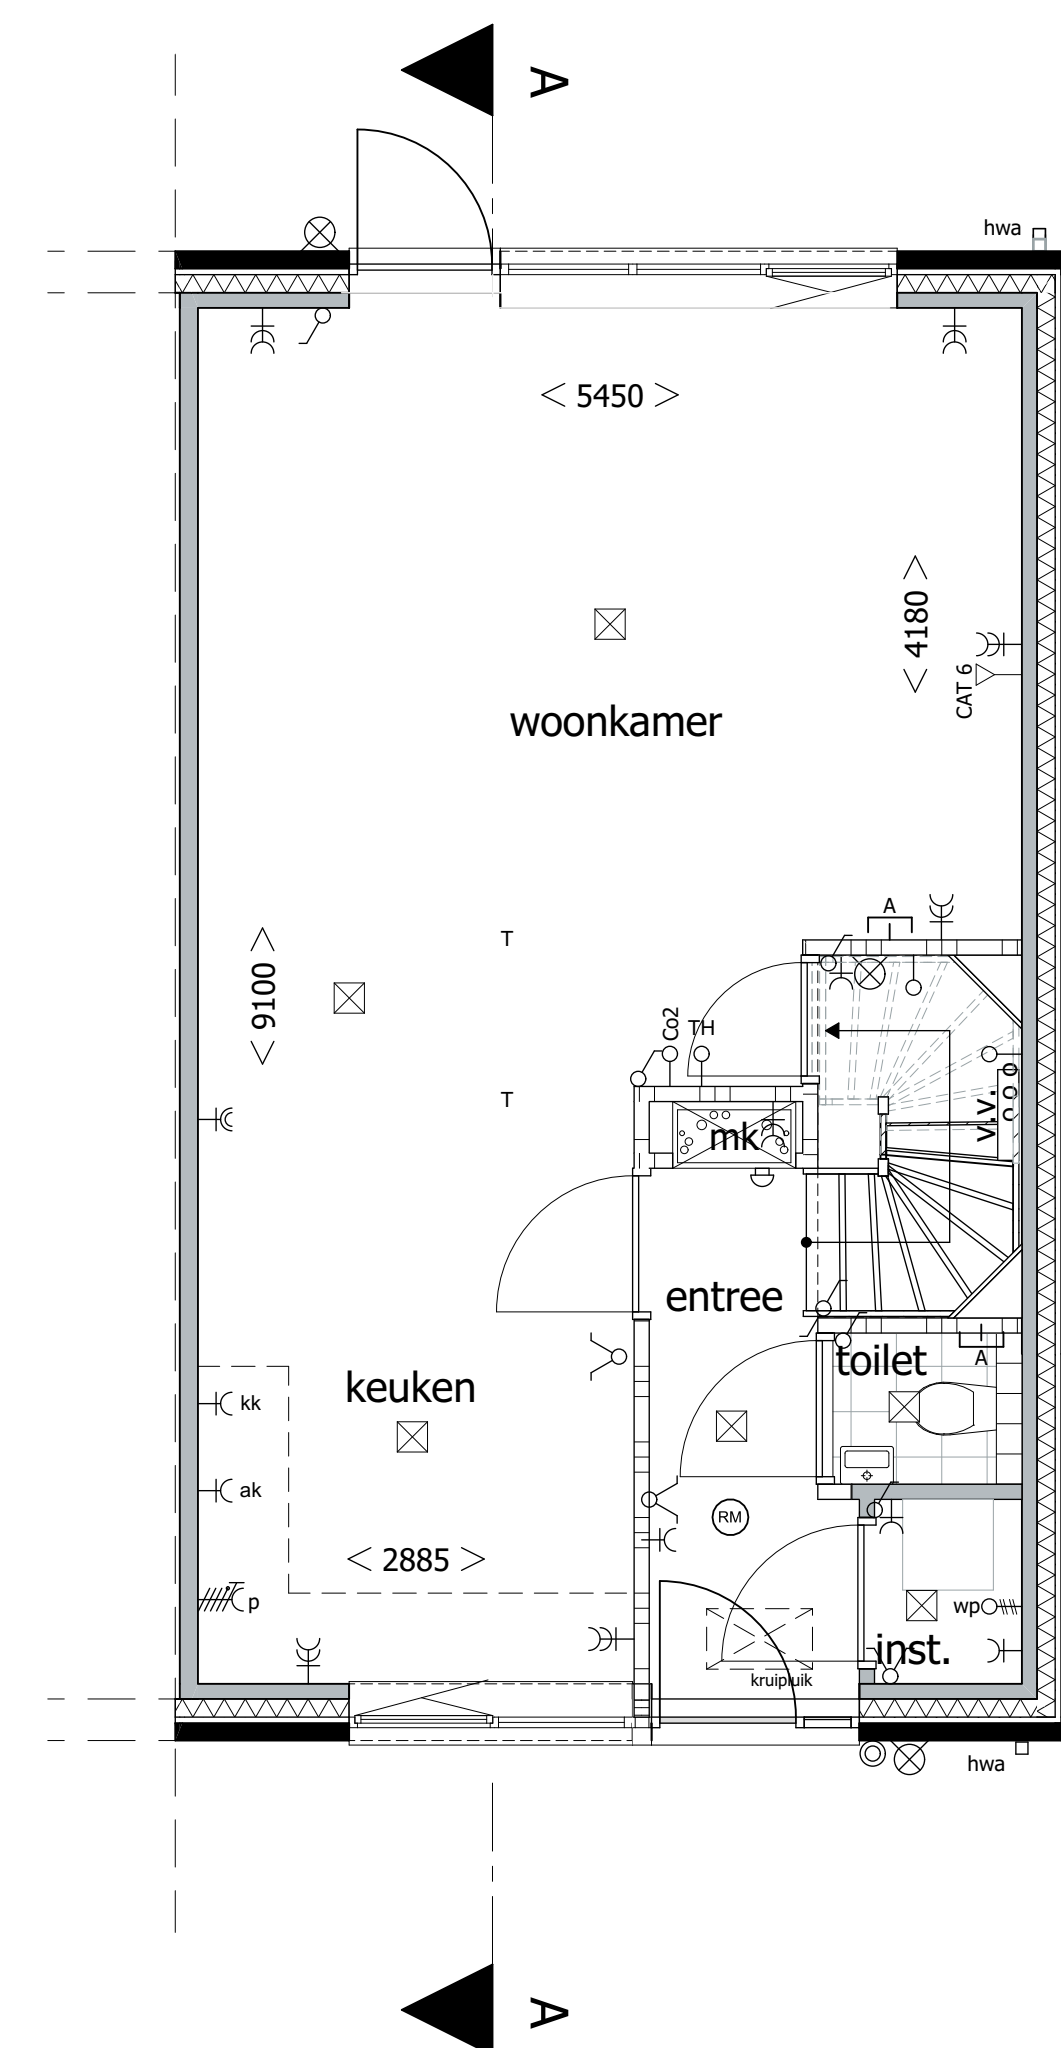 A
hwa
< 5450 >
< 4180 >
CAT 6
woonkamer
A
T
< 9100 >
Co2
TH
T
v.v.
mk
entree
toilet
A
keuken
kk
ak
RM
< 2885 >
p
wp
inst.
kruipluik
hwa
A